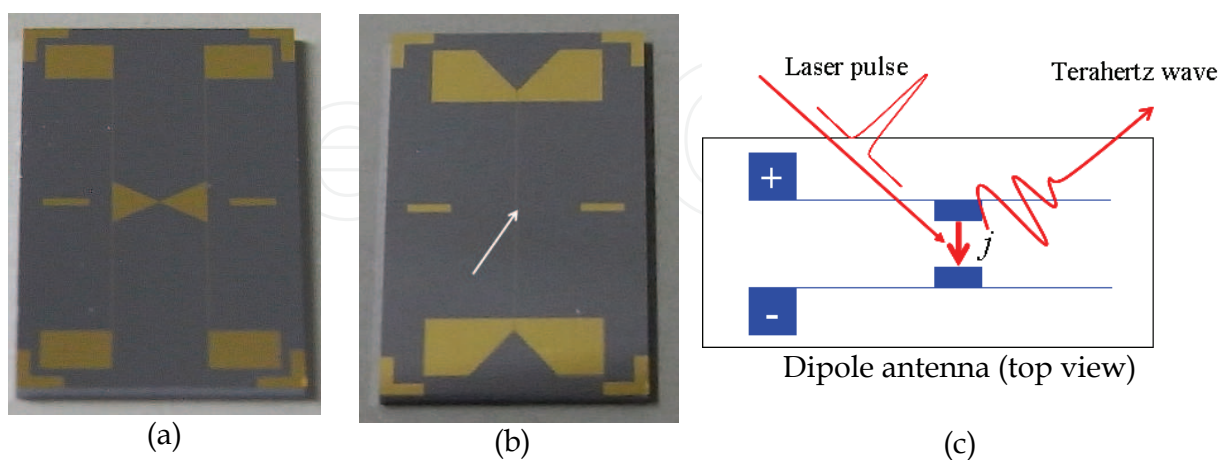 Laser pulse
Terahertz wave
+
j
-
Dipole antenna (top view)
(a)
(b)
(c)